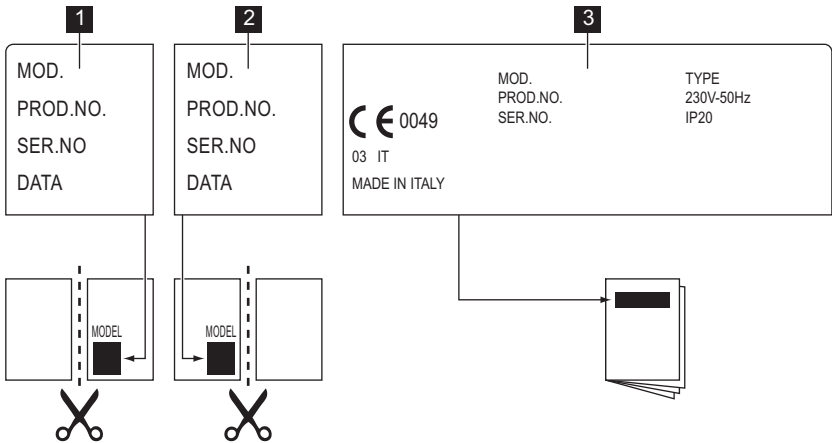 1
MOD.
PROD.NO.
SER.NO
DATA
MODEL
2
MOD.
PROD.NO.
SER.NO
DATA
MODEL
3
CE 0049
03 IT
MADE IN ITALY
MOD.
PROD.NO.
SER.NO.
TYPE
230V-50Hz
IP20